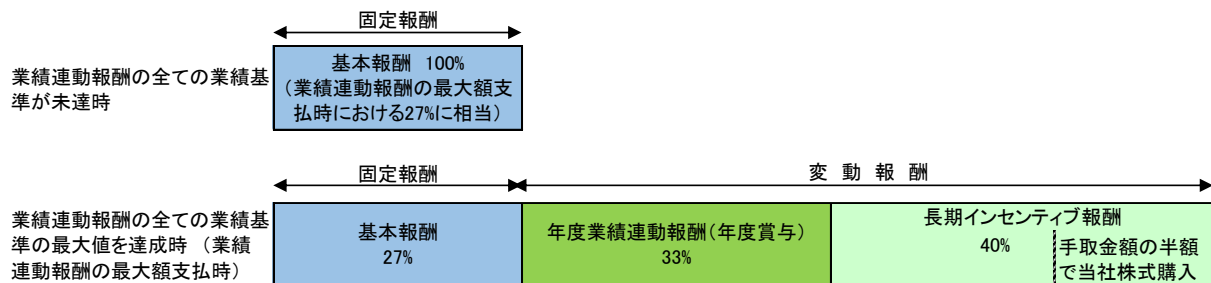 固定報酬
業績連動報酬の全ての業績基
準が未達時
基本報酬 100%
(業績連動報酬の最大額支
払時における27%に相当)
固定報酬
変 動 報 酬
業績連動報酬の全ての業績基
準の最大値を達成時 (業績
連動報酬の最大額支払時)
基本報酬
27%
年度業績連動報酬(年度賞与)
33%
長期インセンティブ報酬
40%
手取金額の半額
で当社株式購入